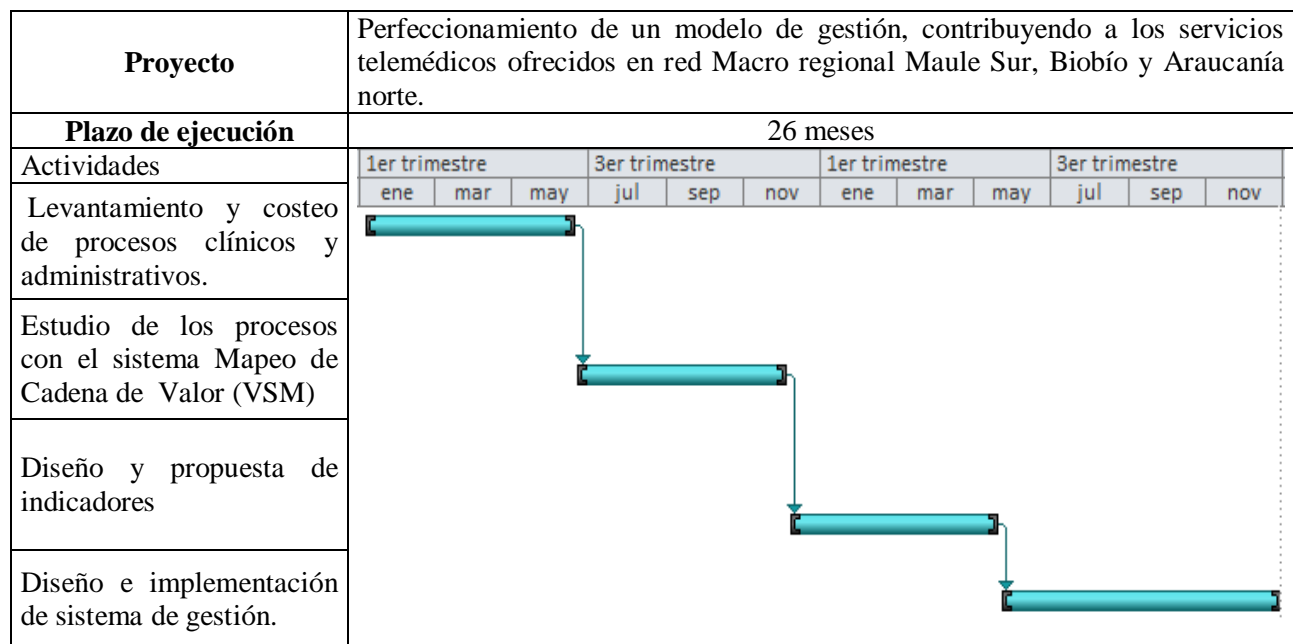 Proyecto
Perfeccionamiento de un modelo de gestión, contribuyendo a los servicios
telemédicos ofrecidos en red Macro regional Maule Sur, Biobío y Araucanía
norte.
Plazo de ejecución
26 meses
Actividades
1er trimestre 3er trimestre 1er trimestre 3er trimestre
ene mar may jul sep nov ene mar may jul sep nov
Levantamiento y costeo
de procesos clínicos y
administrativos.
Estudio de los procesos
con el sistema Mapeo de
Cadena de Valor (VSM)
Diseño y propuesta de
indicadores
Diseño e implementación
de sistema de gestión.